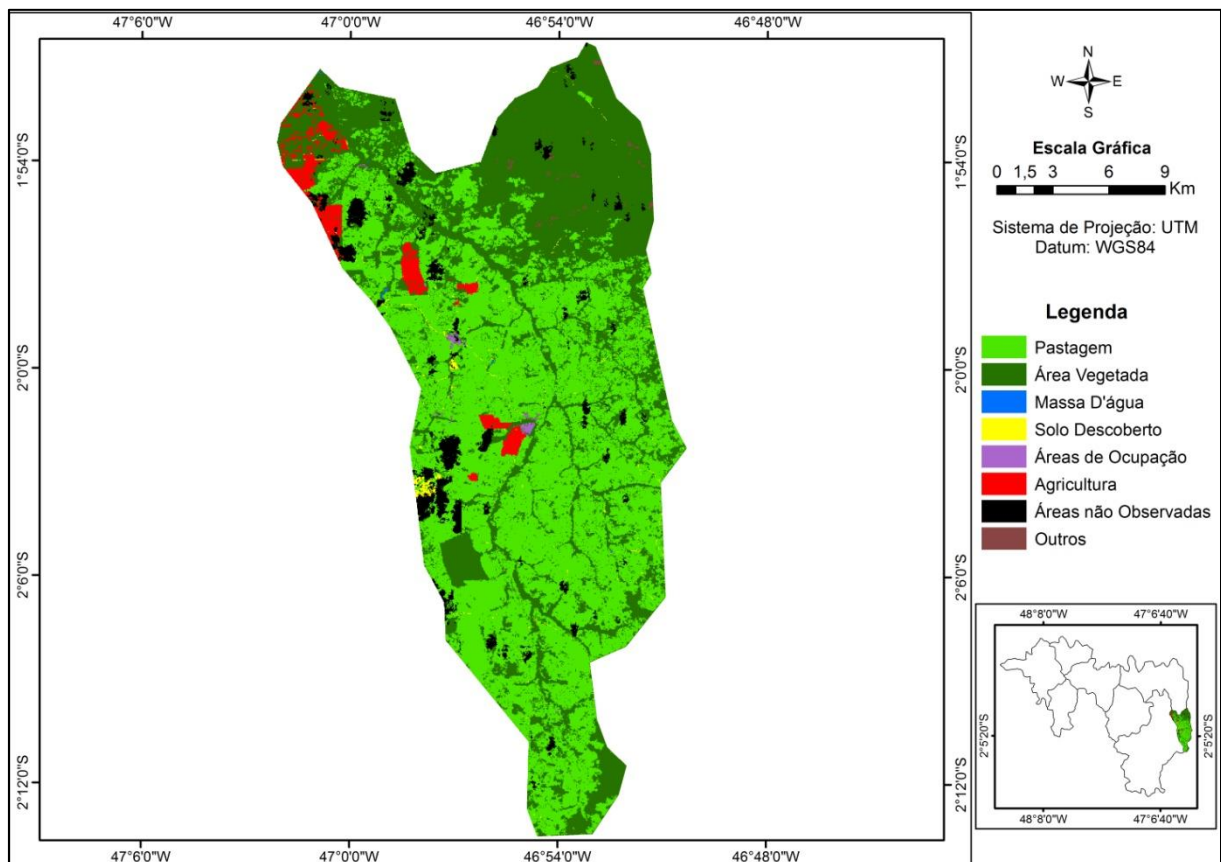 47°6'0"W 47°0'0"W 46°54'0"W 46°48'0"W
1°54'0"S
2°0'0"S
2°6'0"S
2°12'0"S
1°54'0"S
2°0'0"S
2°6'0"S
2°12'0"S
47°6'0"W 47°0'0"W 46°54'0"W 46°48'0"W
N
W E
S
Escala Gráfica
0 1,5 3 6 9
Km
Sistema de Projeção: UTM
Datum: WGS84
Legenda
Pastagem
Área Vegetada
Massa D'água
Solo Descoberto
Áreas de Ocupação
Agricultura
Áreas não Observadas
Outros
48°8'0"W 47°6'40"W
2°5'20"S
2°5'20"S
48°8'0"W 47°6'40"W